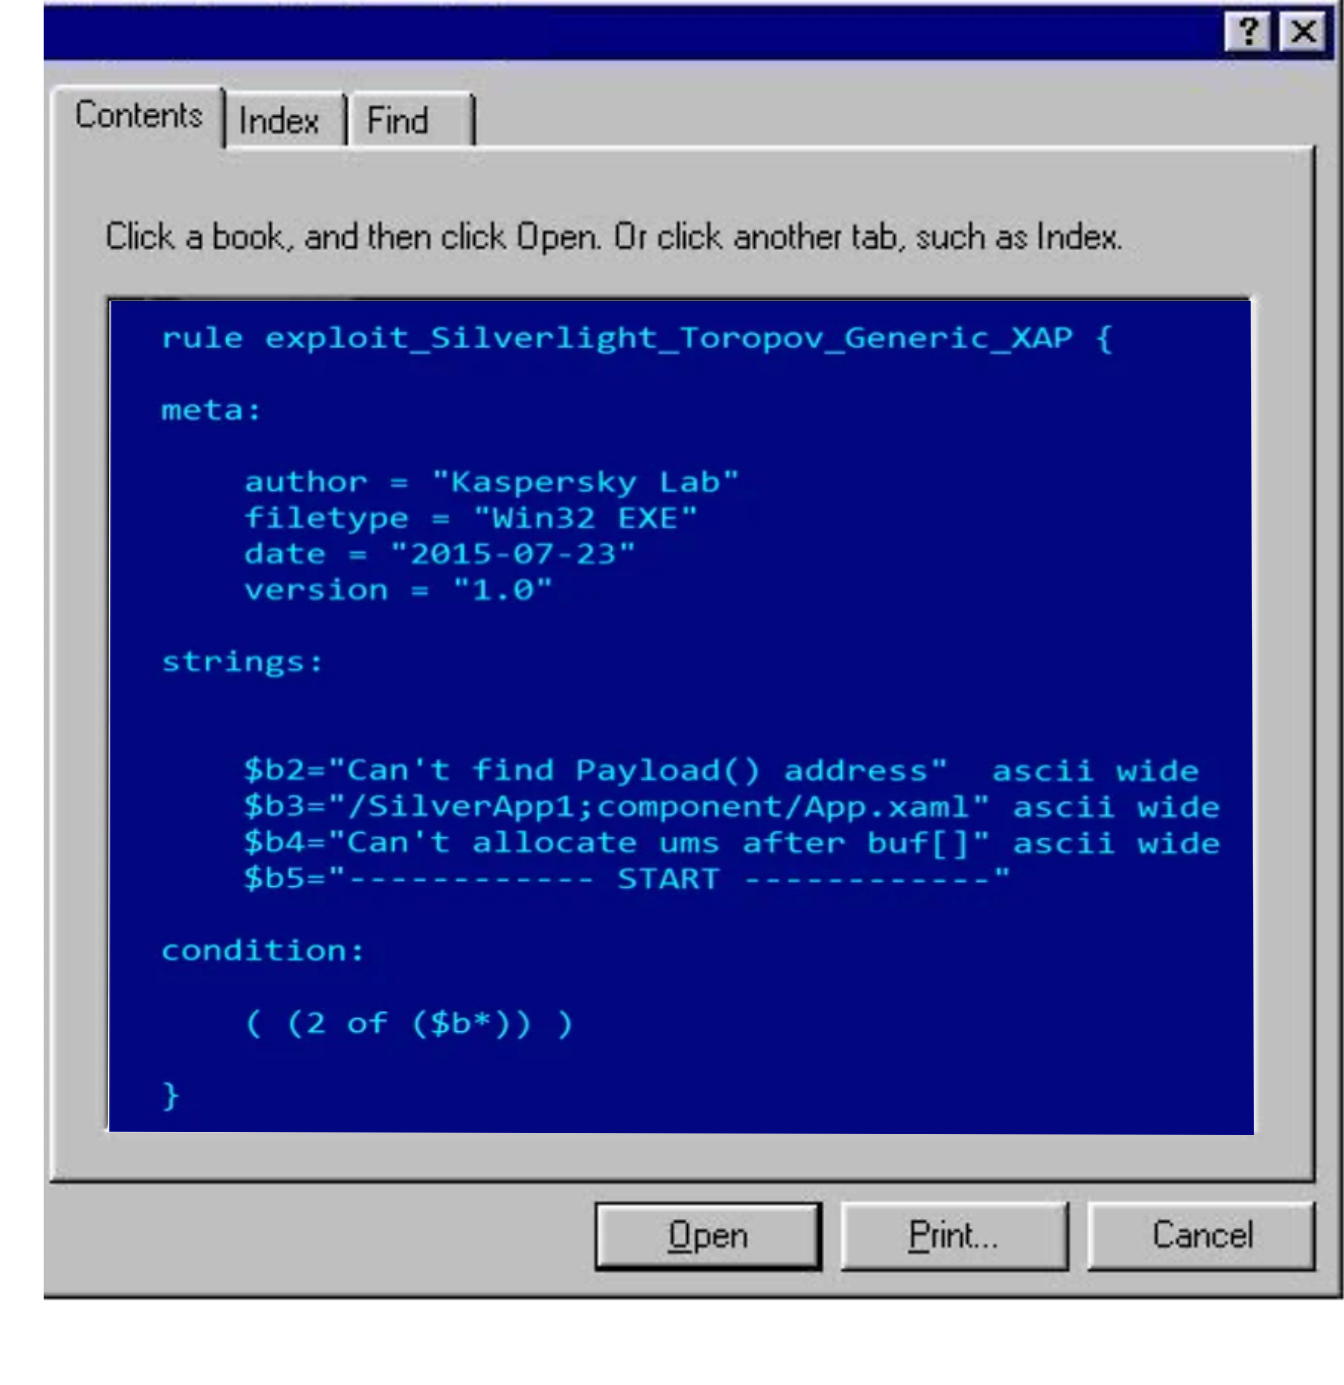 Contents Index Find
Click a book, and then click Open. Or click another tab, such as Index.
rule exploit_Silverlight_Toropov_Generic_XAP {
meta:
author = "Kaspersky Lab"
filetype = "Win32 EXE"
date = "2015-07-23"
version = "1.0"
strings:
$b2="Can't find Payload() address"  ascii wide
$b3="/SilverApp1;component/App.xaml" ascii wide
$b4="Can't allocate ums after buf[]" ascii wide
$b5="------------ START ------------"
condition:
( (2 of ($b*)) )
}
Open Print... Cancel